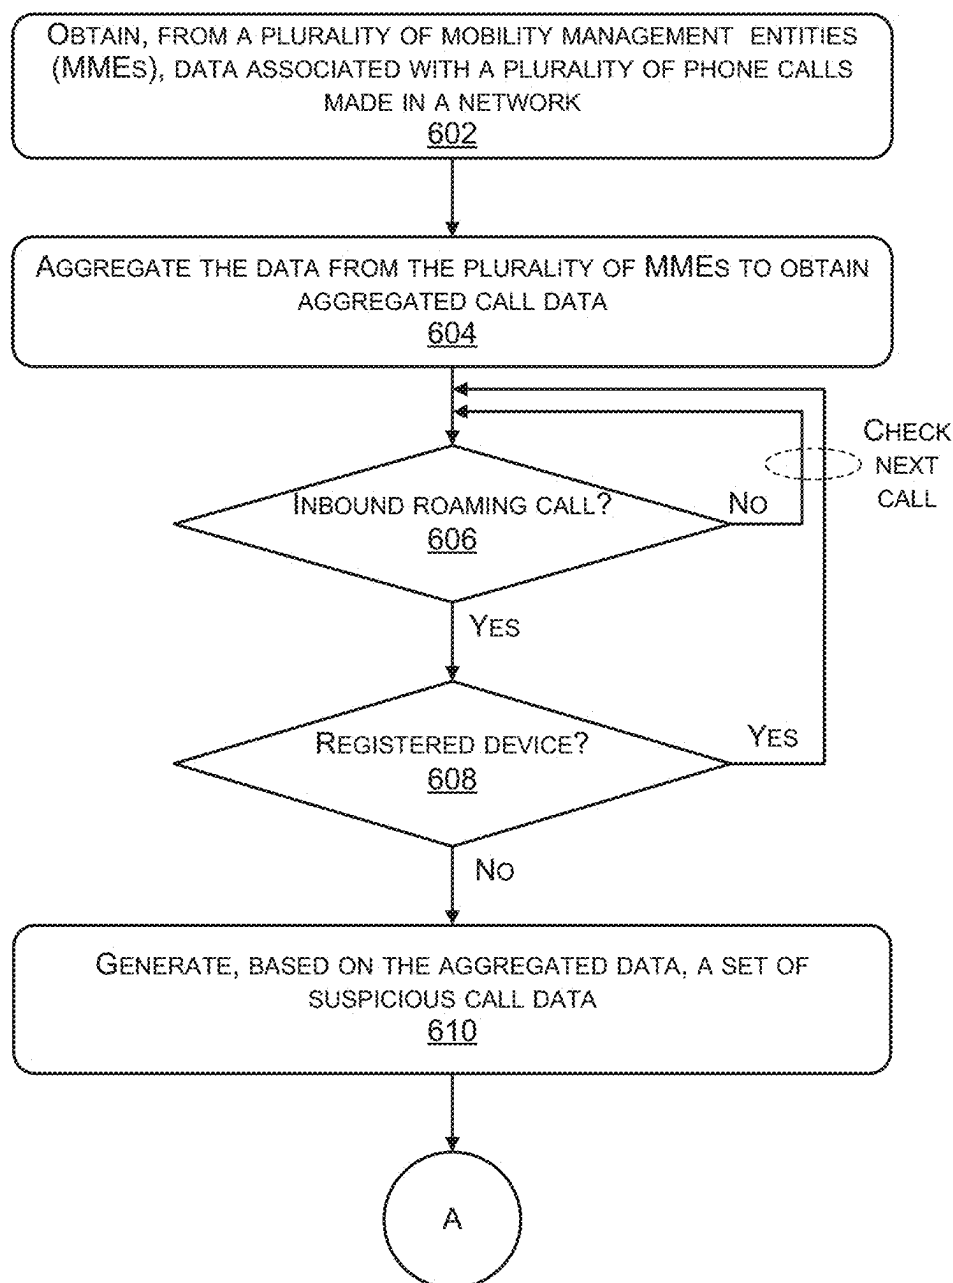 OBTAIN, FROM A PLURALITY OF MOBILITY MANAGEMENT ENTITIES
(MMES), DATA ASSOCIATED WITH A PLURALITY OF PHONE CALLS
MADE IN A NETWORK
602
AGGREGATE THE DATA FROM THE PLURALITY OF MMES TO OBTAIN
AGGREGATED CALL DATA
604
CHECK
NEXT
CALL
INBOUND ROAMING CALL?
606
NO
YES
REGISTERED DEVICE?
608
YES
NO
GENERATE, BASED ON THE AGGREGATED DATA, A SET OF
SUSPICIOUS CALL DATA
610
A